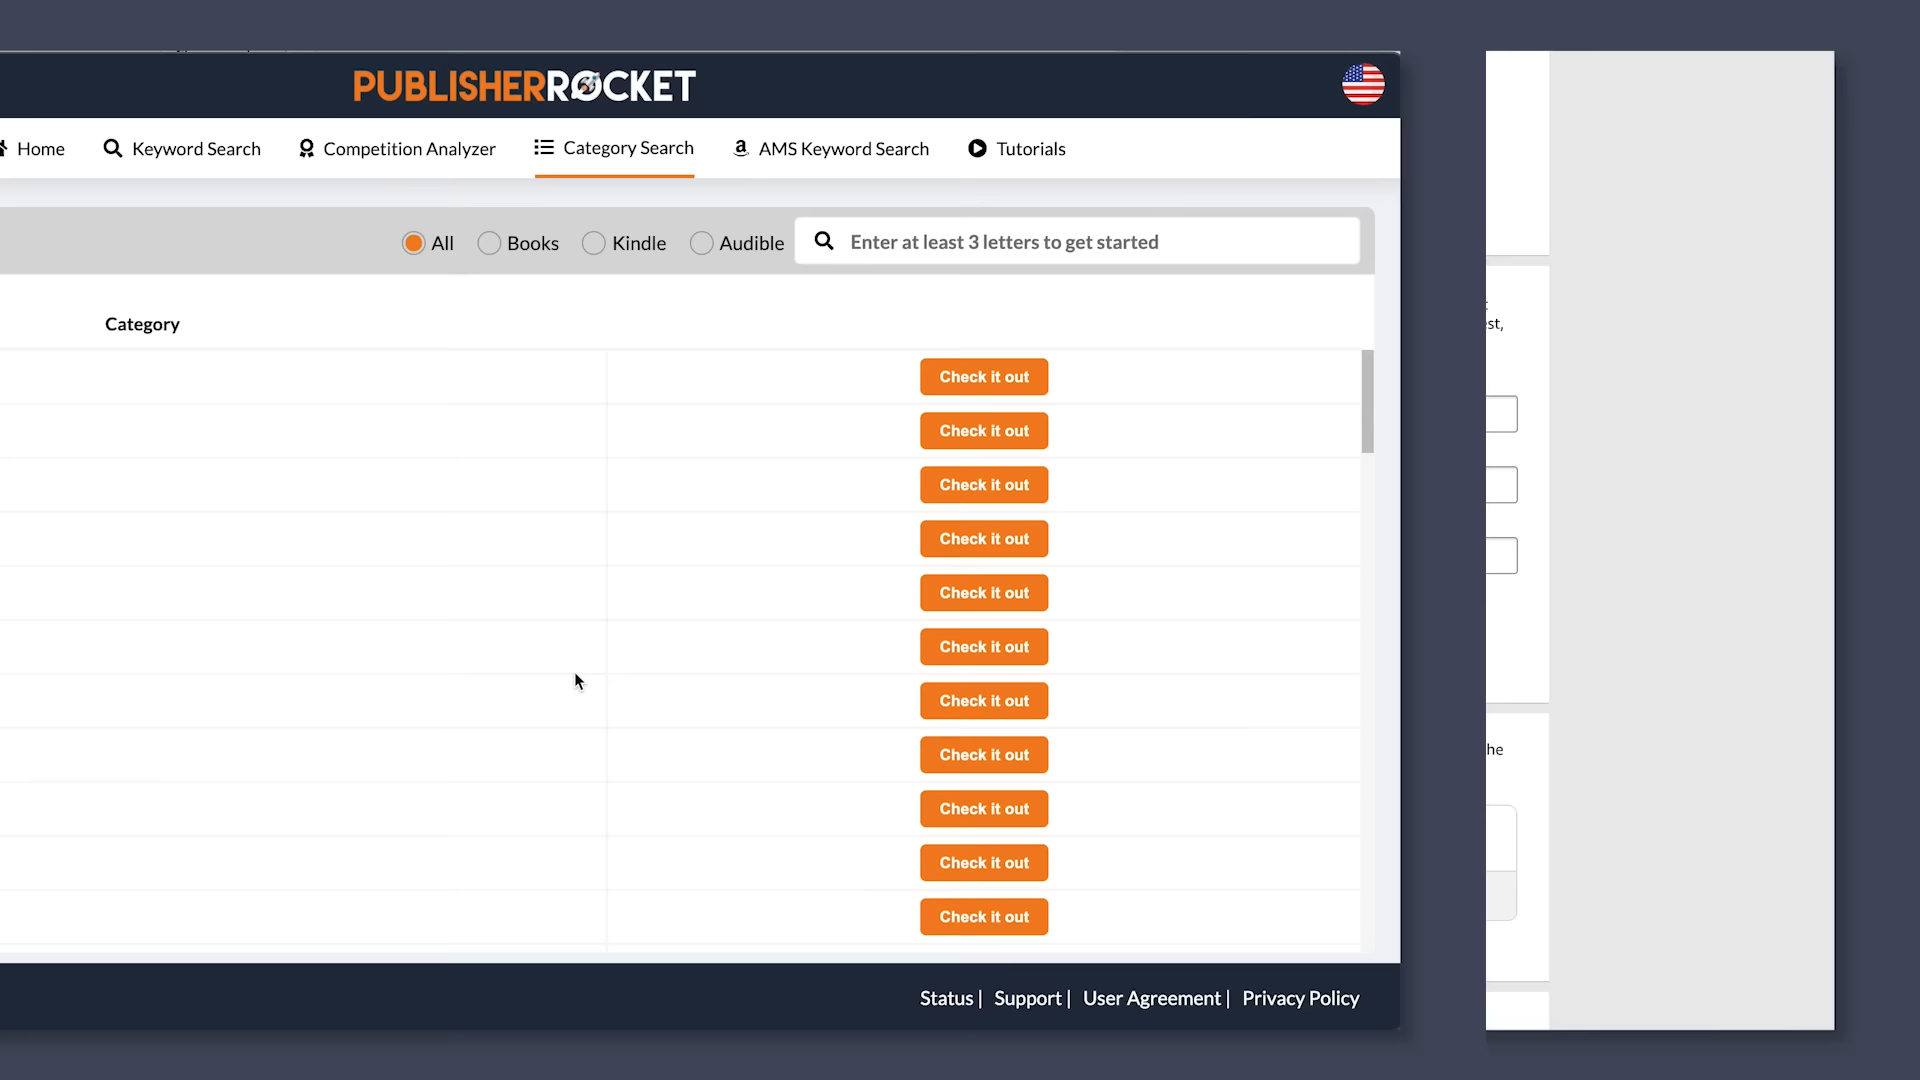 PUBLISHERROCKET
Home Keyword Search Competition Analyzer Category Search AMS Keyword Search Tutorials
All Books Kindle Audible Enter at least 3 letters to get started
Category
Check it out
Check it out
Check it out
Check it out
Check it out
Check it out
Check it out
Check it out
Check it out
Check it out
Check it out
Status | Support | User Agreement | Privacy Policy
st,
he